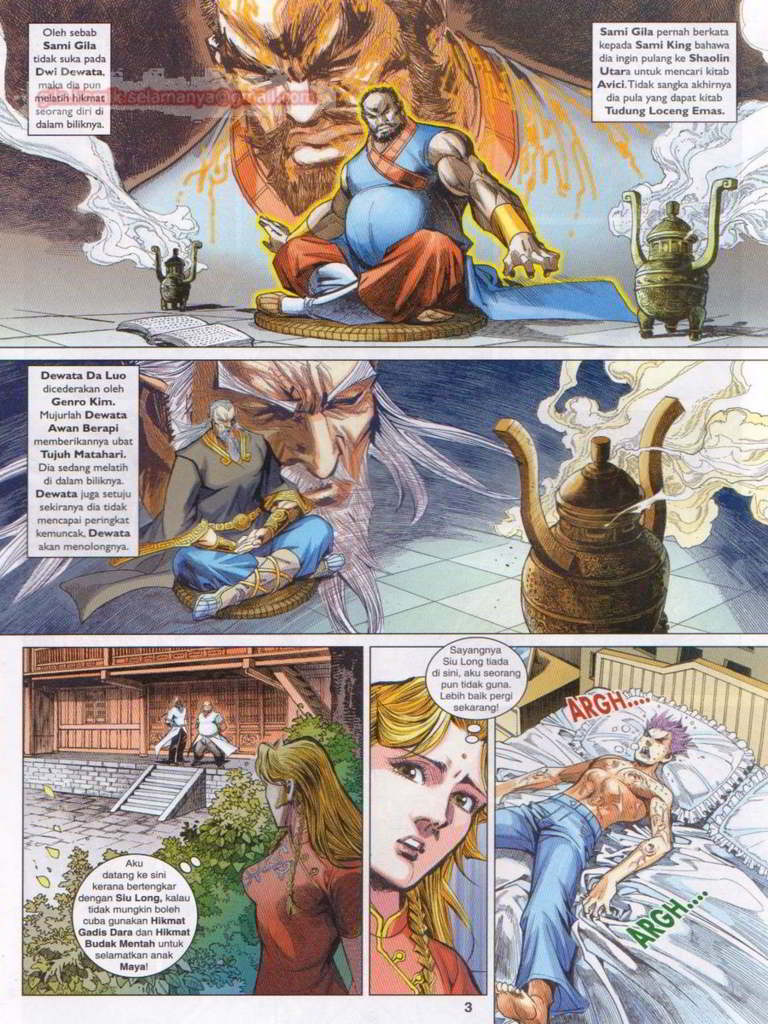 Oleh sebab
Sami Gila
tidak suka pada
Dwi Dewata,
maka dia pun
melatih hikmat
seorang diri di
dalam biliknya.
Sami Gila pernah berkata
kepada Sami King bahawa
dia ingin pulang ke Shaolin
Utara untuk mencari kitab
Avici. Tidak sangka akhirnya
dia pula yang dapat kitab
Tudung Loceng Emas.
Dewata Da Luo
dicederakan oleh
Genro Kim.
Mujurlah Dewata
Awan Berapi
memberikannya ubat
Tujuh Matahari.
Dia sedang melatih
di dalam biliknya.
Dewata juga setuju
sekiranya dia tidak
mencapai peringkat
kemuncak, Dewata
akan menolongnya.
Aku
datang ke sini
kerana bertengkar
dengan Siu Long, kalau
tidak mungkin boleh
cuba gunakan Hikmat
Gadis Dara dan Hikmat
Budak Mentah untuk
selamatkan anak
Maya!
Sayangnya
Siu Long tiada
di sini, aku seorang
pun tidak guna.
Lebih baik pergi
sekarang!
ARGH....
ARGH....
3